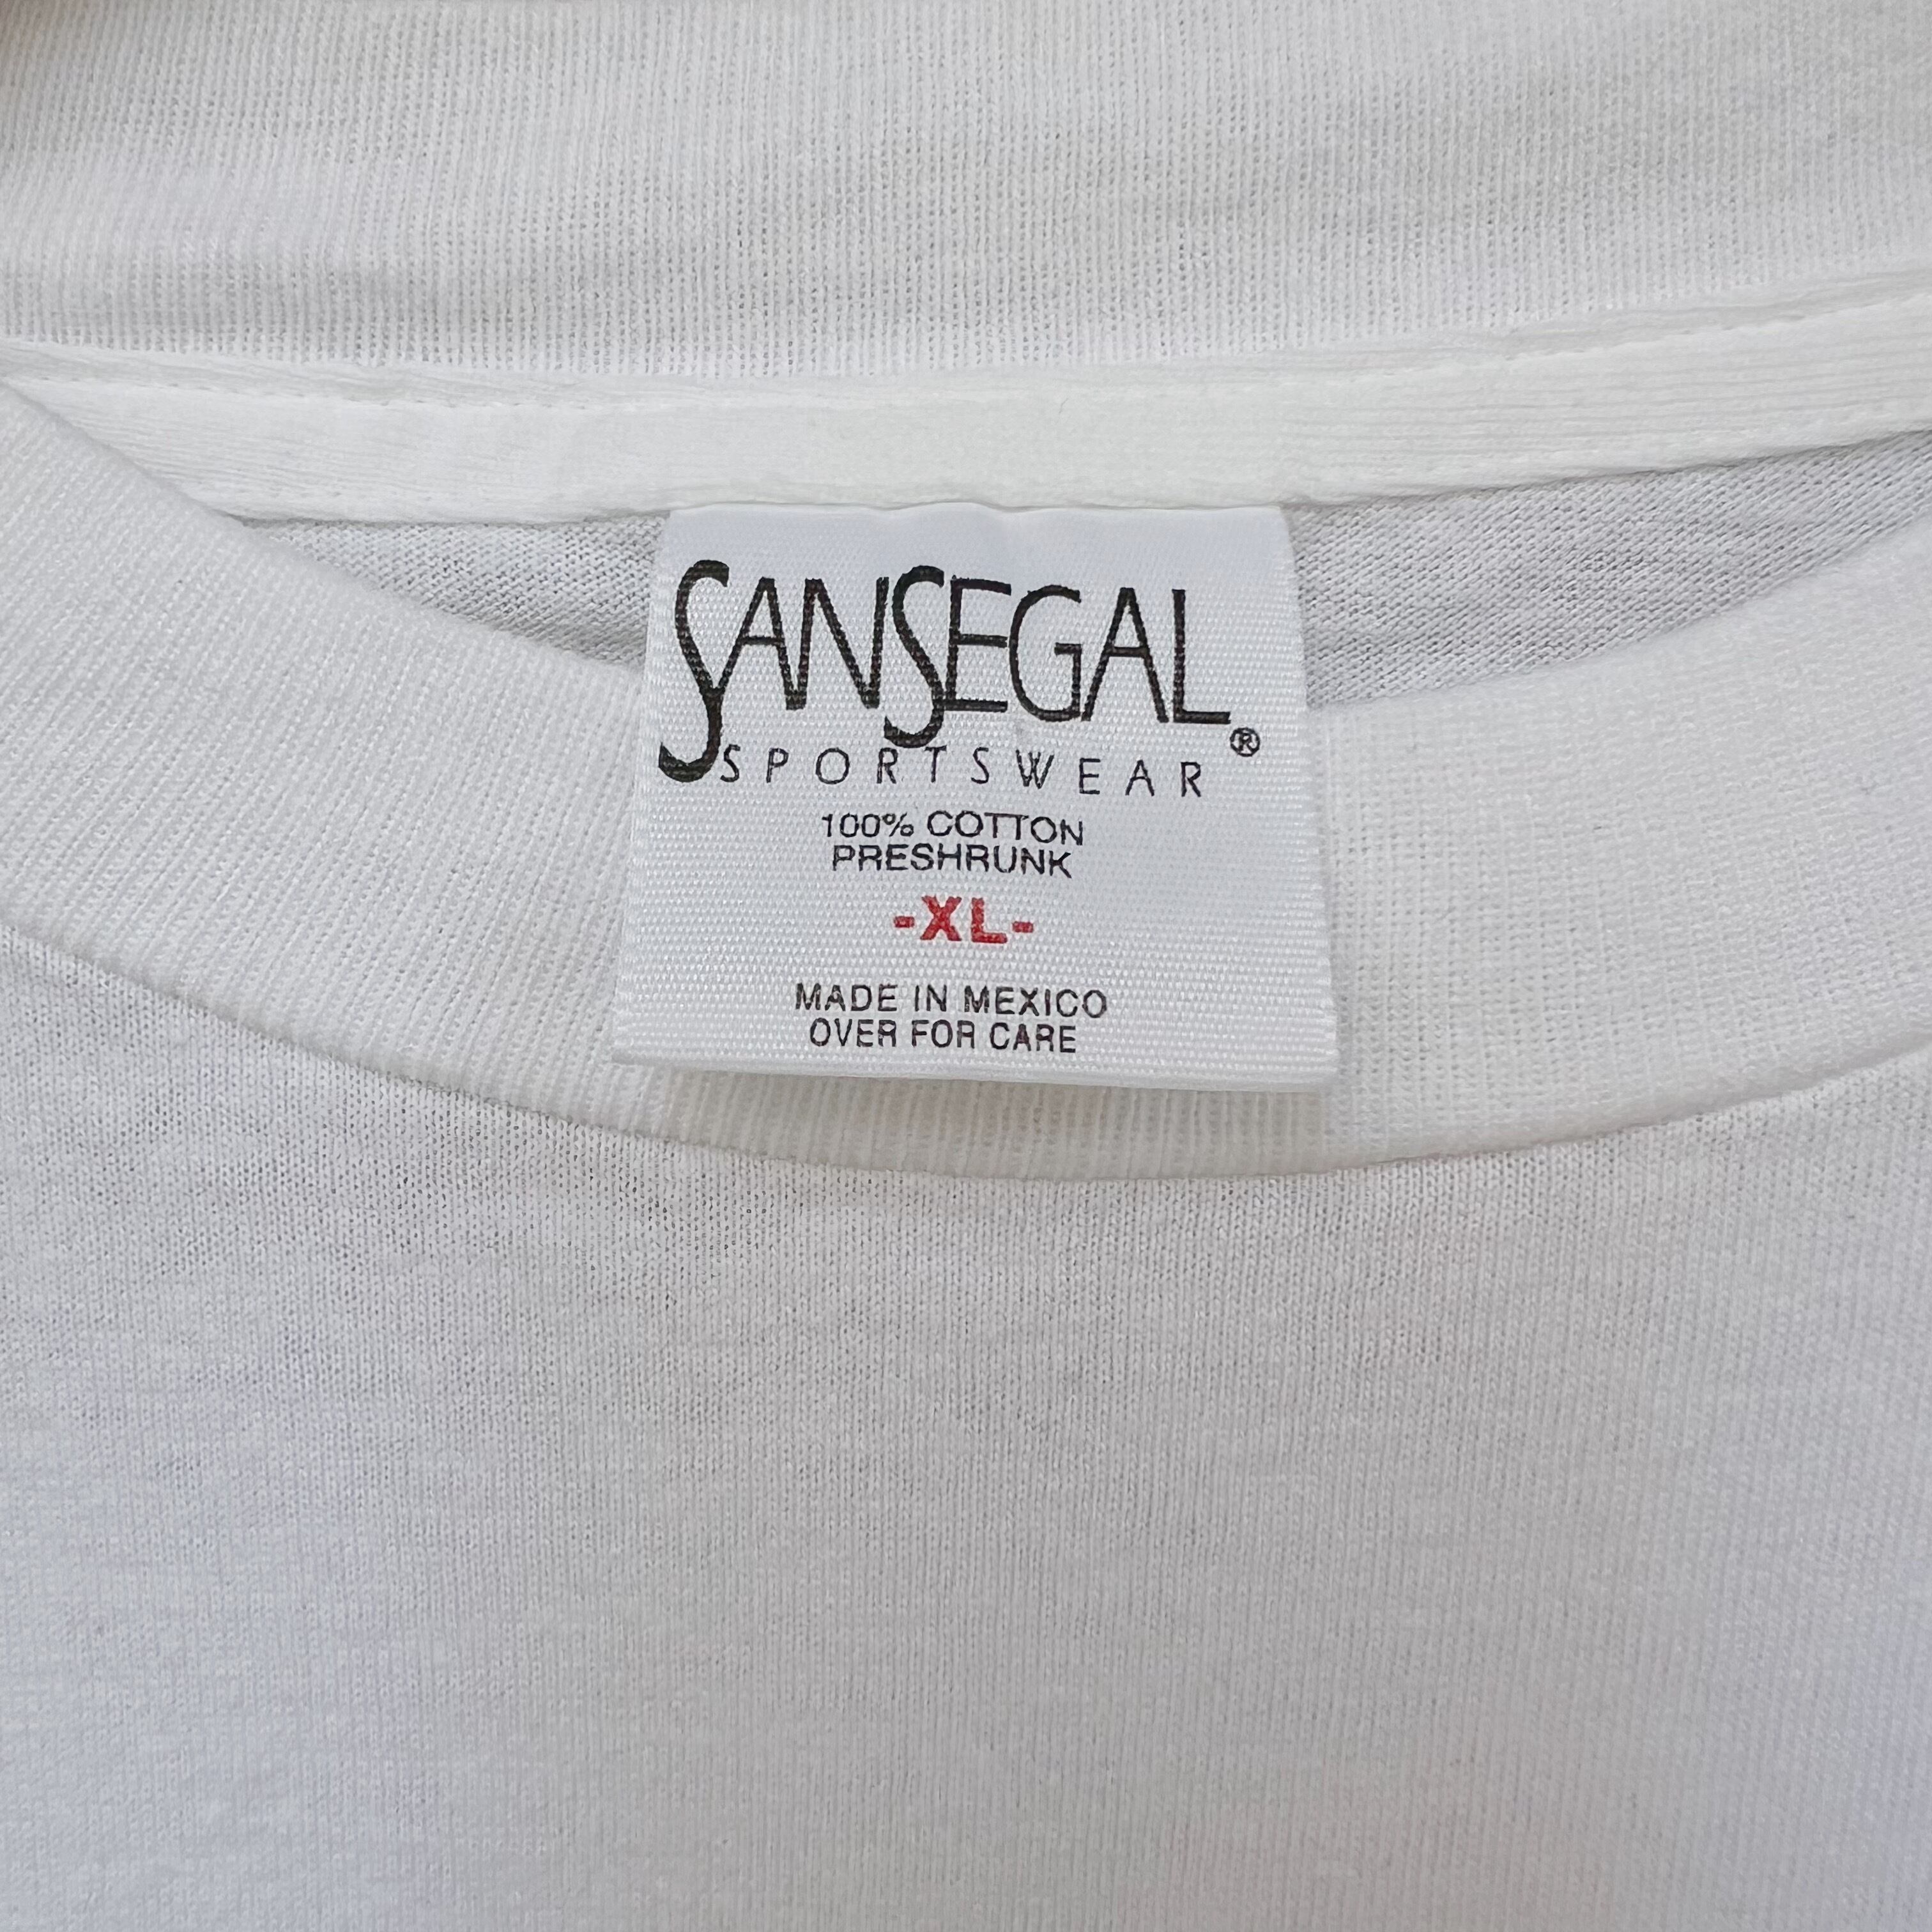 SANSEGAL®
SPORTSWEAR
100% COTTON
PRESHRUNK
-XL-
MADE IN MEXICO
OVER FOR CARE